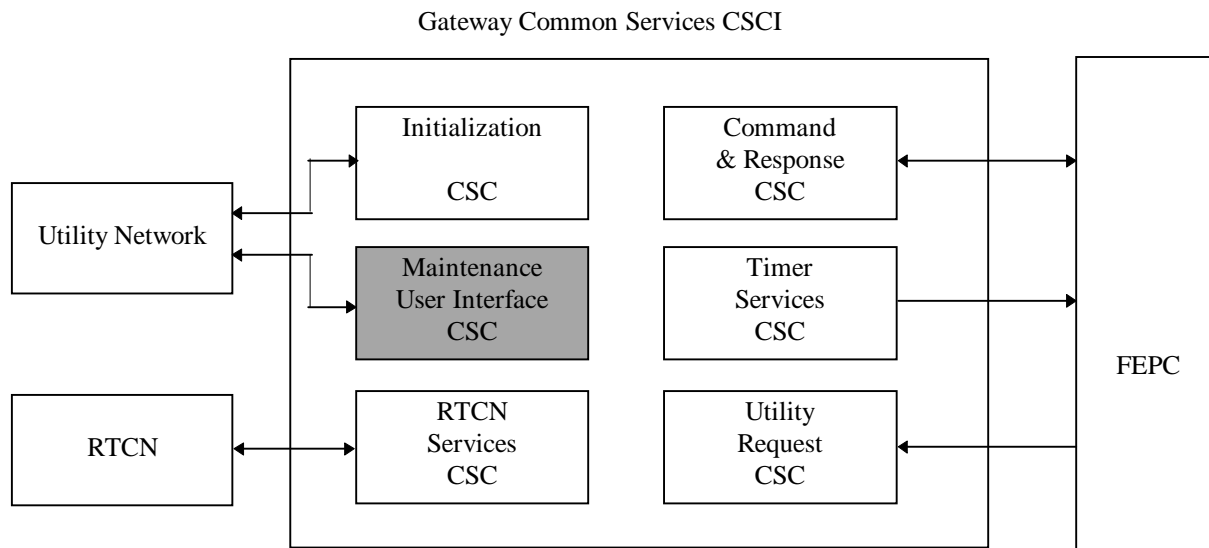 Gateway Common Services CSCI
Initialization
CSC
Command
& Response
CSC
Utility Network
Maintenance
User Interface
CSC
Timer
Services
CSC
FEPC
RTCN
RTCN
Services
CSC
Utility
Request
CSC